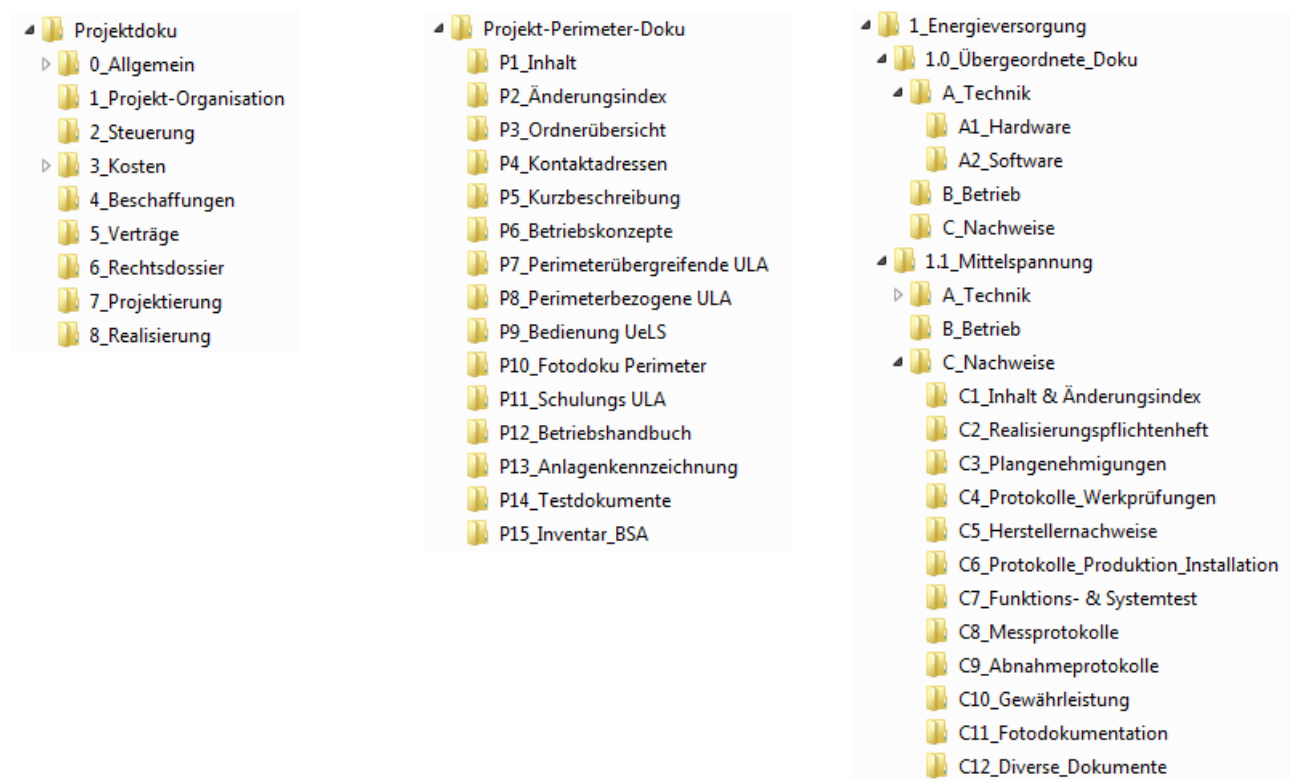 Projektdoku
0_Allgemein
1_Projekt-Organisation
2_Steuerung
3_Kosten
4_Beschaffungen
5_Verträge
6_Rechtsdossier
7_Projektierung
8_Realisierung
Projekt-Perimeter-Doku
P1_Inhalt
P2_Änderungsindex
P3_Ordnerübersicht
P4_Kontaktadressen
P5_Kurzbeschreibung
P6_Betriebskonzepte
P7_Perimeterübergreifende ULA
P8_Perimeterbezogene ULA
P9_Bedienung UeLS
P10_Fotodoku Perimeter
P11_Schulungs ULA
P12_Betriebshandbuch
P13_Anlagenkennzeichnung
P14_Testdokumente
P15_Inventar_BSA
1_Energieversorgung
1.0_Übergeordnete_Doku
A_Technik
A1_Hardware
A2_Software
B_Betrieb
C_Nachweise
1.1_Mittelspannung
A_Technik
B_Betrieb
C_Nachweise
C1_Inhalt & Änderungsindex
C2_Realisierungspflichtenheft
C3_Plangenehmigungen
C4_Protokolle_Werkprüfungen
C5_Herstellernachweise
C6_Protokolle_Produktion_Installation
C7_Funktions- & Systemtest
C8_Messprotokolle
C9_Abnahmeprotokolle
C10_Gewährleistung
C11_Fotodokumentation
C12_Diverse_Dokumente